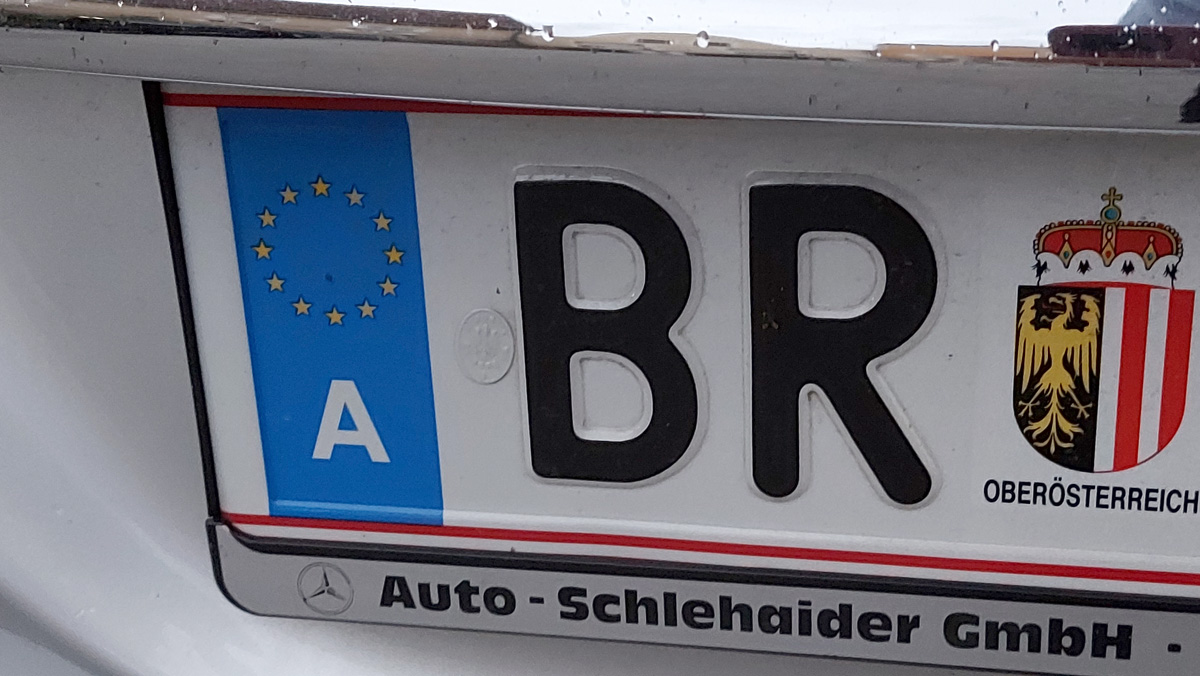 A
BR
OBERÖSTERREICH
Auto - Schlehaider GmbH -